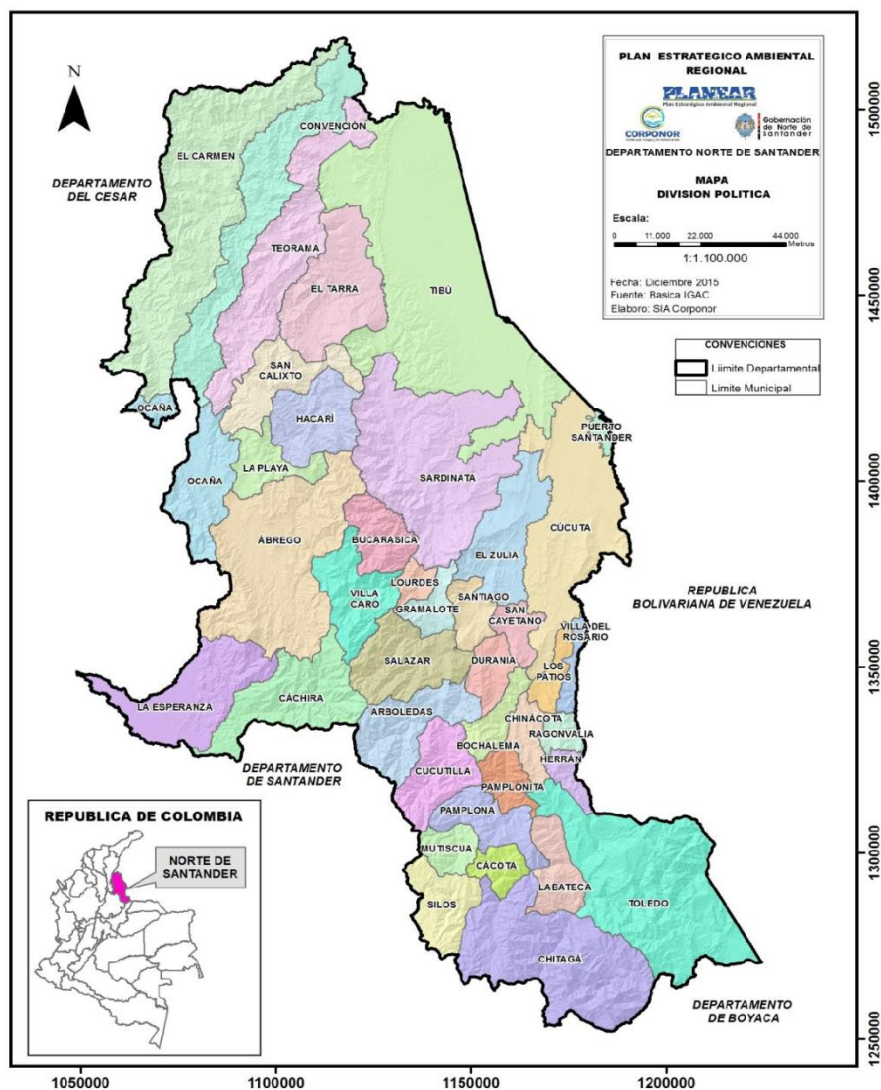 PLAN ESTRATEGICO AMBIENTAL
REGIONAL
PLANEAR
Plan Estratégico Ambiental Regional
CORPONOR
Gobernación
de Norte de
Santander
DEPARTAMENTO NORTE DE SANTANDER
MAPA
DIVISION POLITICA
Escala:
0 11.000 22.000 44.000
Metros
1:1.100.000
Fecha: Diciembre 2015
Fuente: Basica IGAC
Elaboro: SIA Corponor
CONVENCIONES
Liimite Departamental
Limite Municipal
N
DEPARTAMENTO
DEL CESAR
EL CARMEN
CONVENCIÓN
TEORAMA
EL TARRA
TIBÚ
SAN
CALIXTO
OCAÑA
HACARÍ
PUERTO
SANTANDER
LA PLAYA
OCAÑA
SARDINATA
CÚCUTA
ÁBREGO
BUCARASICA
EL ZULIA
LOURDES
VILLA
CARO
GRAMALOTE
SANTIAGO
SAN
CAYETANO
REPUBLICA
BOLIVARIANA DE VENEZUELA
VILLA DEL
ROSARIO
SALAZAR
DURANIA
LOS
PATIOS
LA ESPERANZA
CÁCHIRA
ARBOLEDAS
CHINÁCOTA
RAGONVALIA
BOCHALEMA
HERRÁN
DEPARTAMENTO
DE SANTANDER
CUCUTILLA
PAMPLONITA
PAMPLONA
MUTISCUA
CÁCOTA
LABATECA
SILOS
TOLEDO
CHITAGÁ
DEPARTAMENTO
DE BOYACA
REPUBLICA DE COLOMBIA
NORTE DE
SANTANDER
1500000
1450000
1400000
1350000
1300000
1250000
1050000 1100000 1150000 1200000